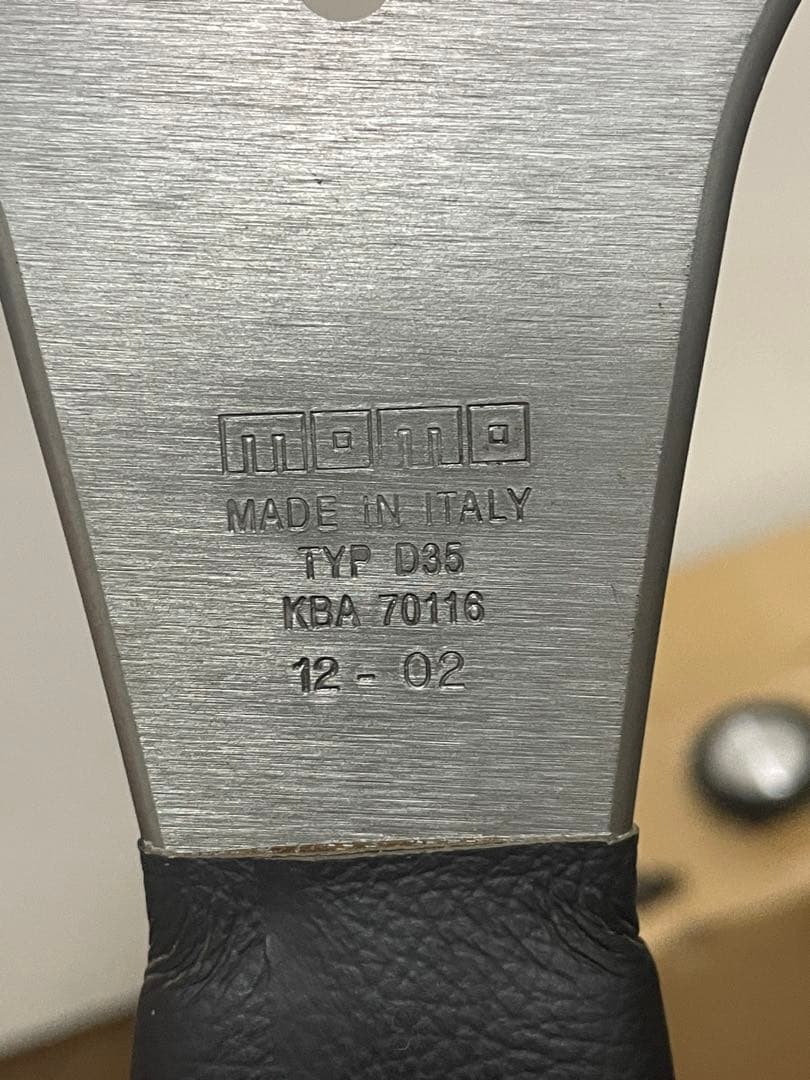 momo
MADE IN ITALY
TYP D35
KBA 70116
12 - 02